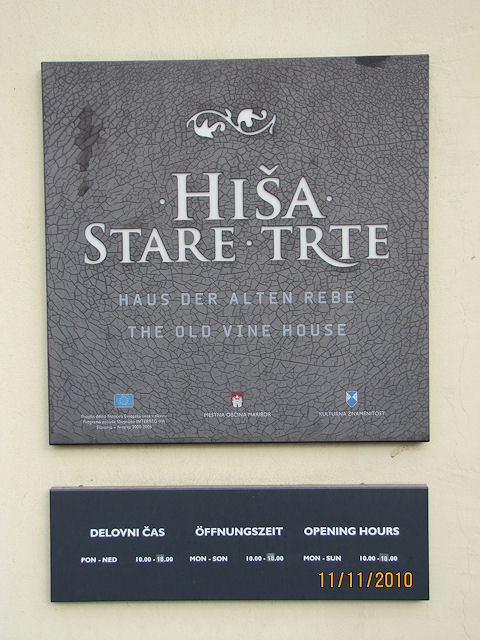 ·HIŠA·
STARE·TRTE
HAUS DER ALTEN REBE
THE OLD VINE HOUSE
MESTNA OBČINA MARIBOR
KULTURNA ZNAMENITOST
DELOVNI ČAS ÖFFNUNGSZEIT OPENING HOURS
PON - NED 10.00 - 18.00 MON - SON 10.00 - 18.00 MON - SUN 10.00 - 18.00
11/11/2010